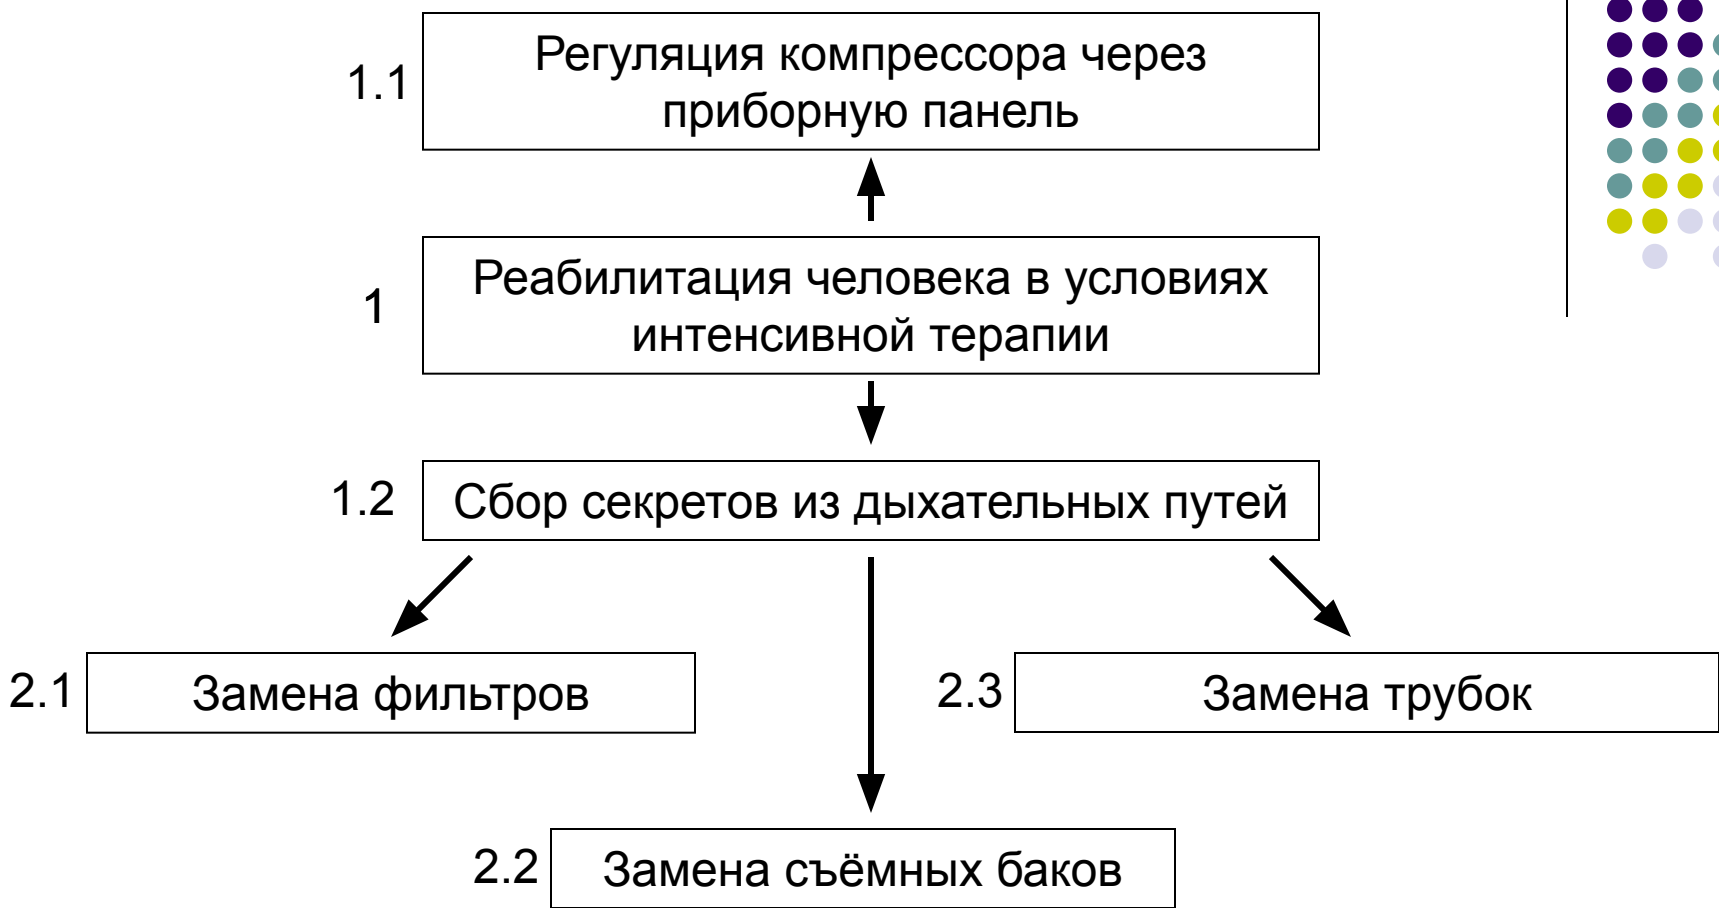 1.1
Регуляция компрессора через
приборную панель
1
Реабилитация человека в условиях
интенсивной терапии
1.2
Сбор секретов из дыхательных путей
2.1
Замена фильтров
2.3
Замена трубок
2.2
Замена съёмных баков